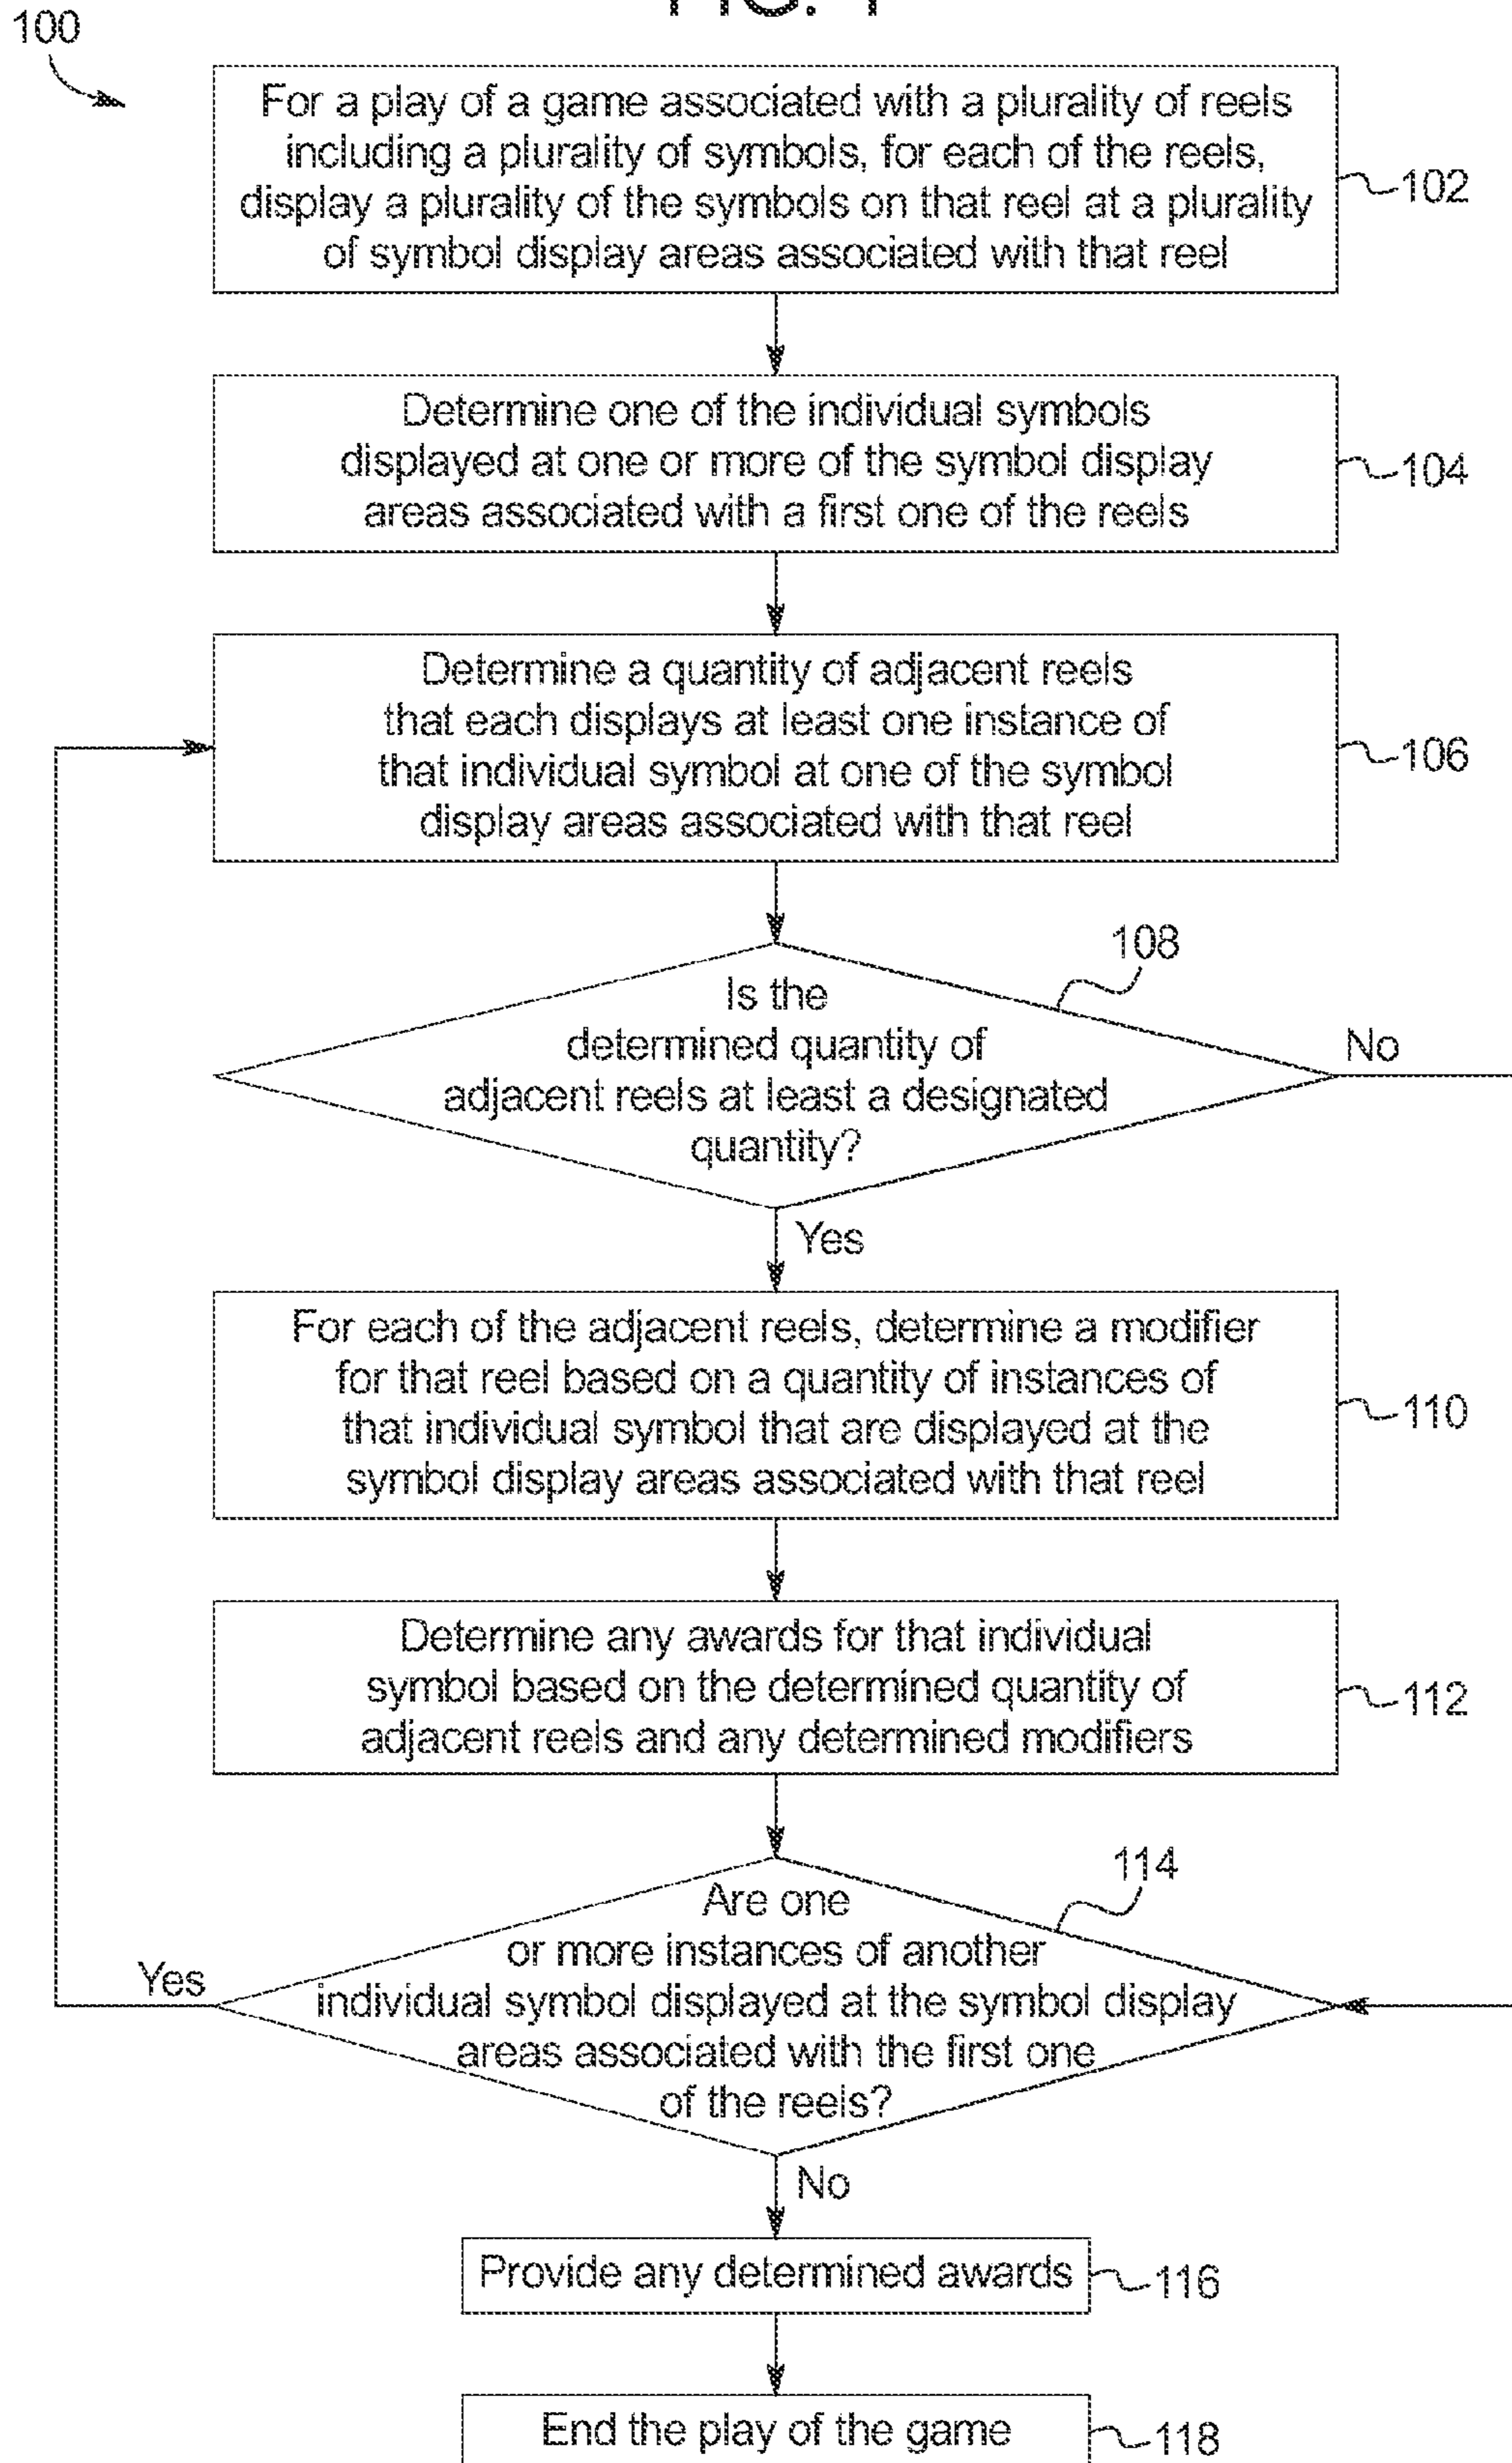 FIG. 1
100
For a play of a game associated with a plurality of reels
including a plurality of symbols, for each of the reels,
display a plurality of the symbols on that reel at a plurality
of symbol display areas associated with that reel
102
Determine one of the individual symbols
displayed at one or more of the symbol display
areas associated with a first one of the reels
104
Determine a quantity of adjacent reels
that each displays at least one instance of
that individual symbol at one of the symbol
display areas associated with that reel
106
108
Is the
determined quantity of
adjacent reels at least a designated
quantity?
No
Yes
For each of the adjacent reels, determine a modifier
for that reel based on a quantity of instances of
that individual symbol that are displayed at the
symbol display areas associated with that reel
110
Determine any awards for that individual
symbol based on the determined quantity of
adjacent reels and any determined modifiers
112
114
Are one
or more instances of another
individual symbol displayed at the symbol display
areas associated with the first one
of the reels?
Yes
No
Provide any determined awards
116
End the play of the game
118